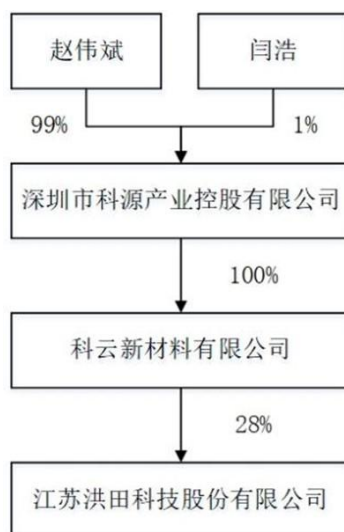 赵伟斌
闫浩
99%
1%
深圳市科源产业控股有限公司
100%
科云新材料有限公司
28%
江苏洪田科技股份有限公司